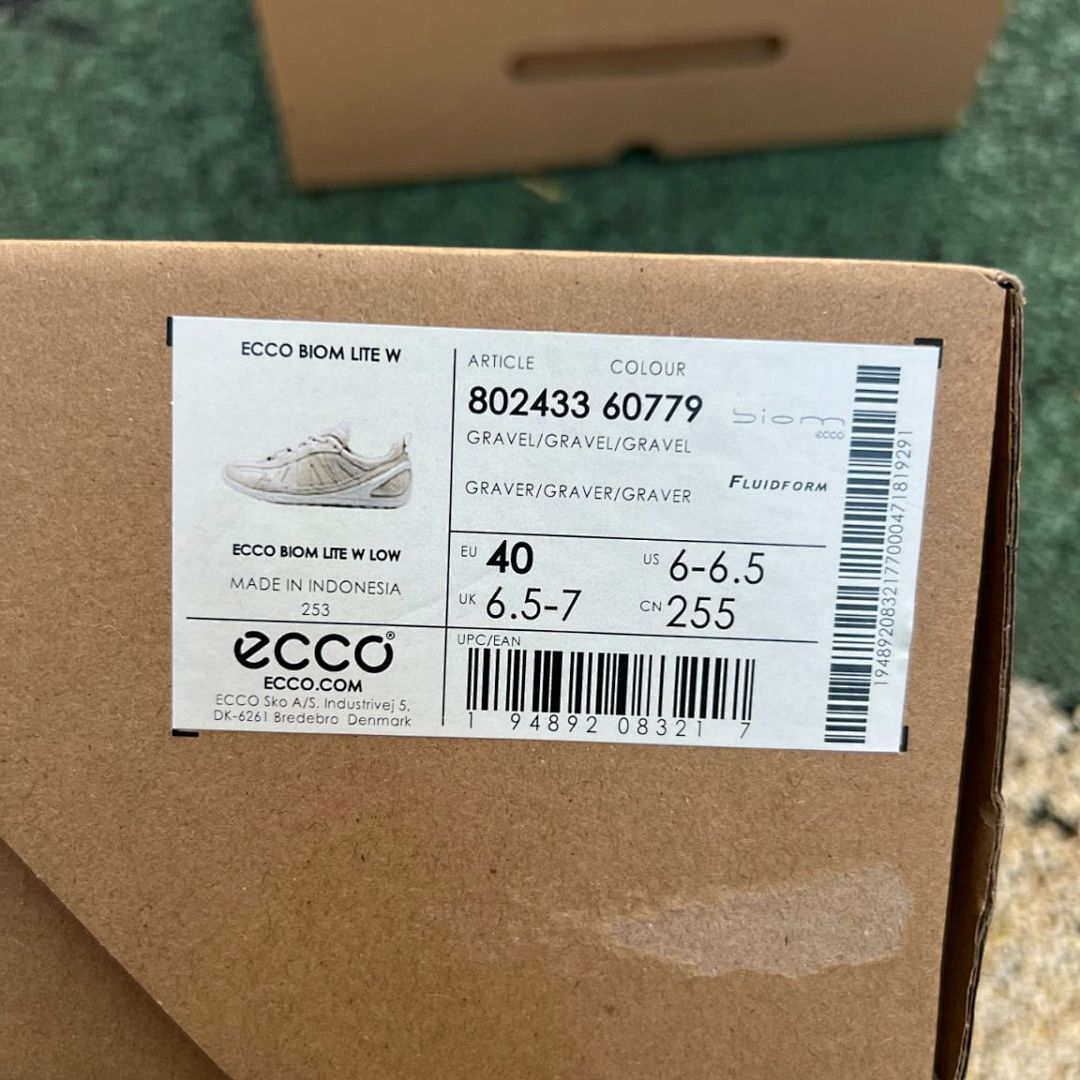 ECCO BIOM LITE W
ECCO BIOM LITE W LOW
MADE IN INDONESIA
253
ecco®
ECCO.COM
ECCO Sko A/S. Industrivej 5.
DK-6261 Bredebro Denmark
ARTICLE COLOUR
802433 60779
GRAVEL/GRAVEL/GRAVEL
GRAVER/GRAVER/GRAVER
biom
ecco
FLUIDFORM
EU 40 US 6-6.5
UK 6.5-7 CN 255
UPC/EAN
1 94892 08321 7
1948920832177000471819291